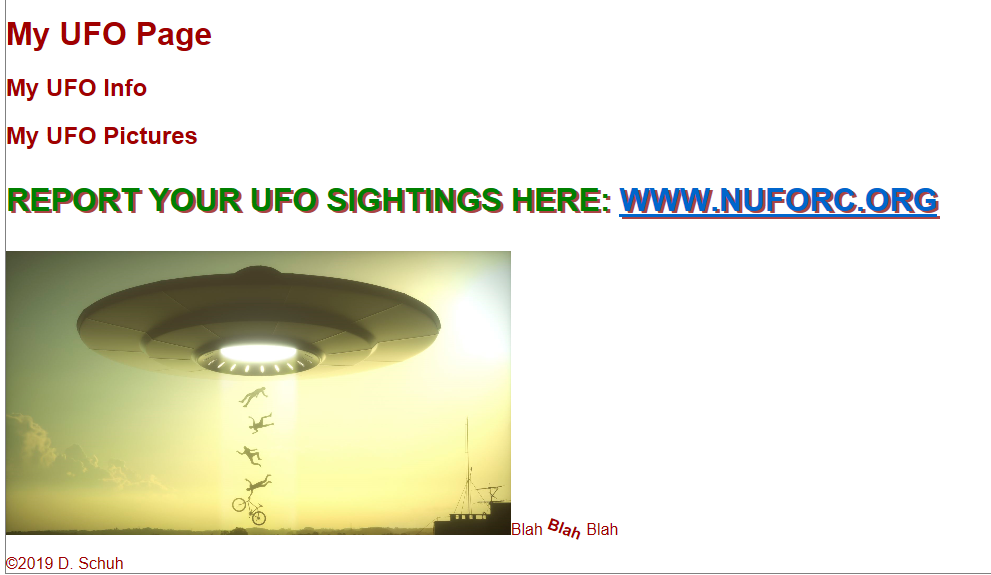 My UFO Page
My UFO Info
My UFO Pictures
REPORT YOUR UFO SIGHTINGS HERE: WWW.NUFORC.ORG
Blah Blah Blah
©2019 D. Schuh